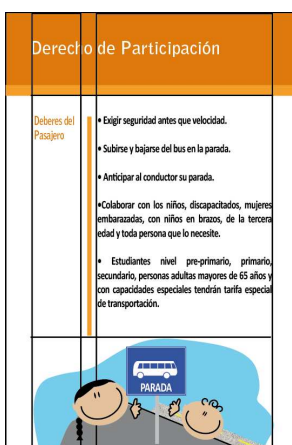 Derecho de Participación
Deberes del
Pasajero
• Exigir seguridad antes que velocidad.
• Subirse y bajarse del bus en la parada.
• Anticipar al conductor su parada.
•Colaborar con los niños, discapacitados, mujeres
embarazadas, con niños en brazos, de la tercera
edad y toda persona que lo necesite.
• Estudiantes nivel pre-primario, primario,
secundario, personas adultas mayores de 65 años y
con capacidades especiales tendrán tarifa especial
de transportación.
PARADA